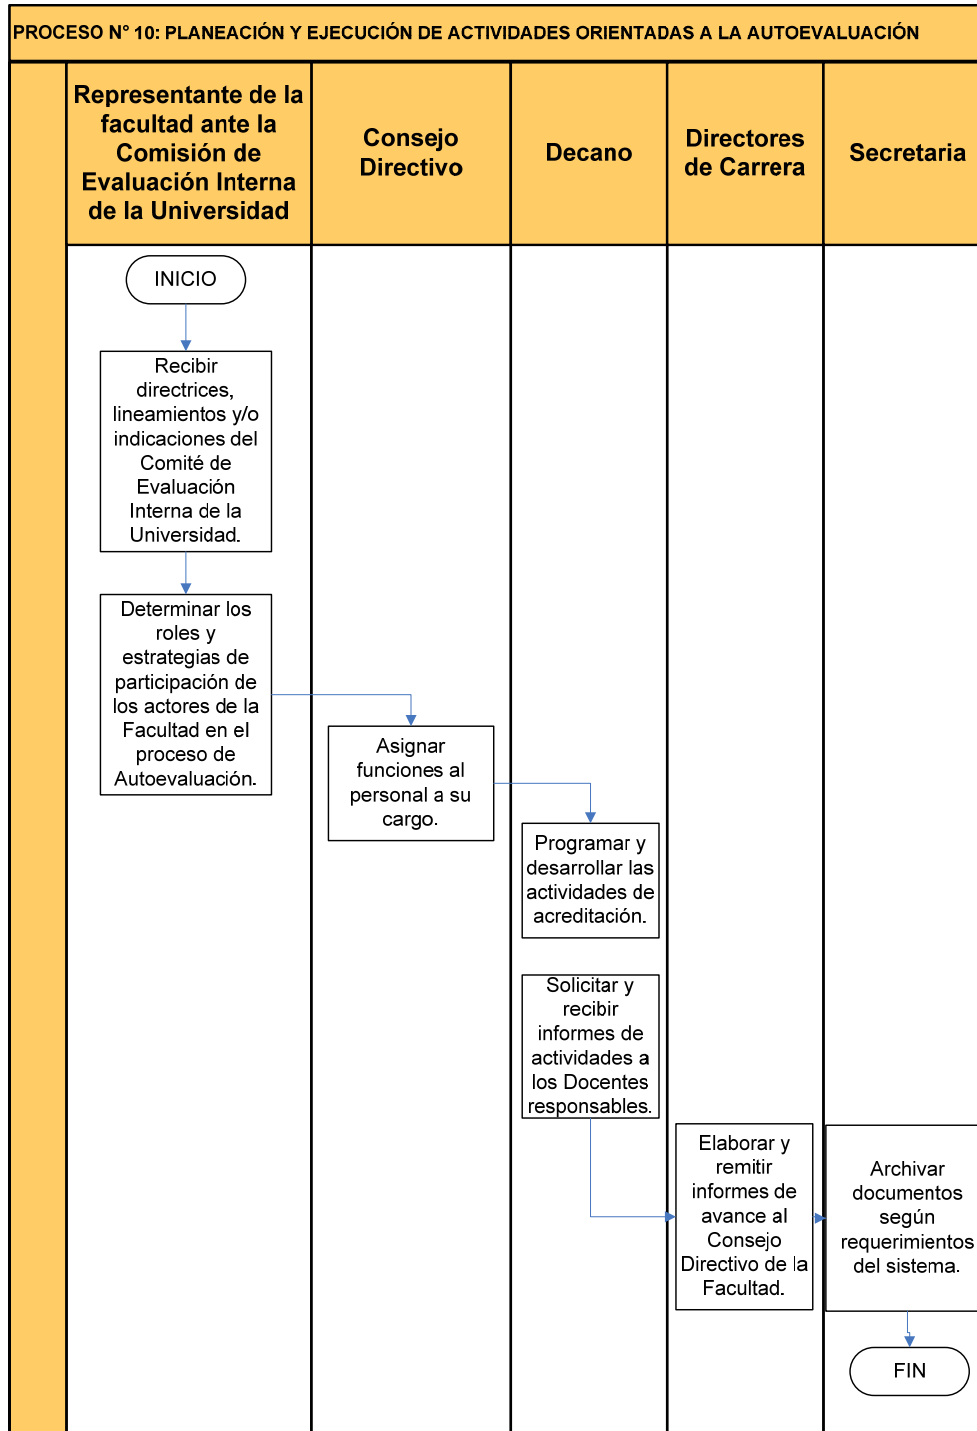 PROCESO N° 10: PLANEACIÓN Y EJECUCIÓN DE ACTIVIDADES ORIENTADAS A LA AUTOEVALUACIÓN
Representante de la
facultad ante la
Comisión de
Evaluación Interna
de la Universidad
Consejo
Directivo
Decano
Directores
de Carrera
Secretaria
INICIO
Recibir
directrices,
lineamientos y/o
indicaciones del
Comité de
Evaluación
Interna de la
Universidad.
Determinar los
roles y
estrategias de
participación de
los actores de la
Facultad en el
proceso de
Autoevaluación.
Asignar
funciones al
personal a su
cargo.
Programar y
desarrollar las
actividades de
acreditación.
Solicitar y
recibir
informes de
actividades a
los Docentes
responsables.
Elaborar y
remitir
informes de
avance al
Consejo
Directivo de la
Facultad.
Archivar
documentos
según
requerimientos
del sistema.
FIN